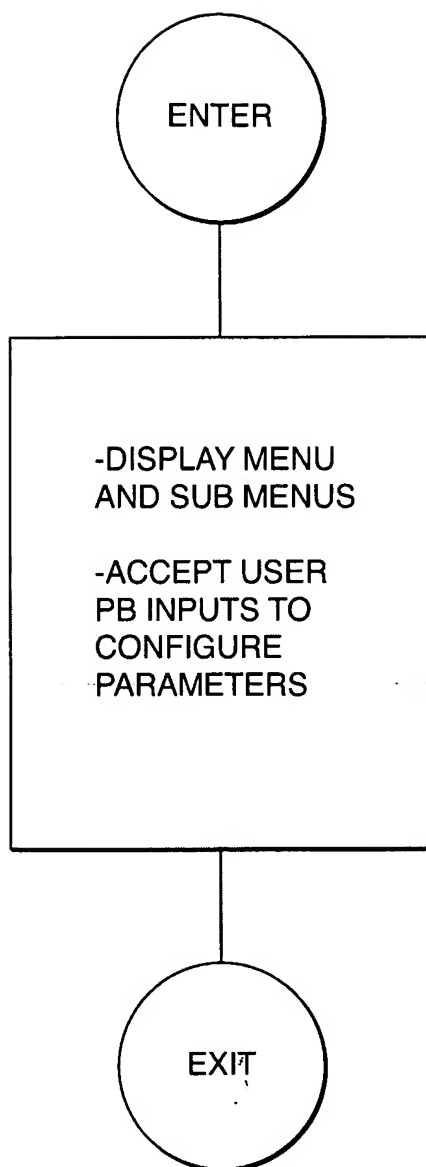 ENTER
-DISPLAY MENU
AND SUB MENUS
-ACCEPT USER
PB INPUTS TO
CONFIGURE
PARAMETERS
EXIT